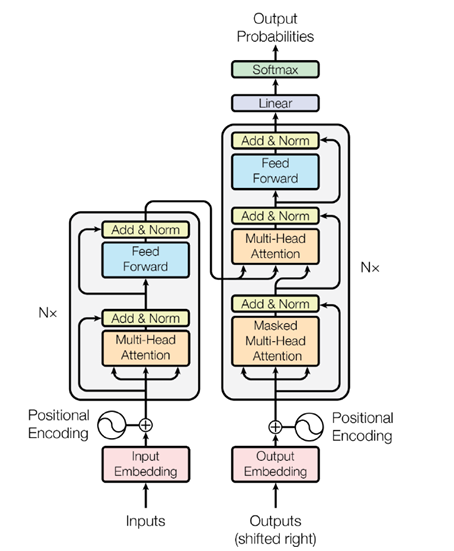 Output
Probabilities
Softmax
Linear
Add & Norm
Feed
Forward
Add & Norm
Multi-Head
Attention
Add & Norm
Masked
Multi-Head
Attention
Nx
Add & Norm
Feed
Forward
Add & Norm
Multi-Head
Attention
Nx
Positional
Encoding
Positional
Encoding
Input
Embedding
Output
Embedding
Inputs
Outputs
(shifted right)